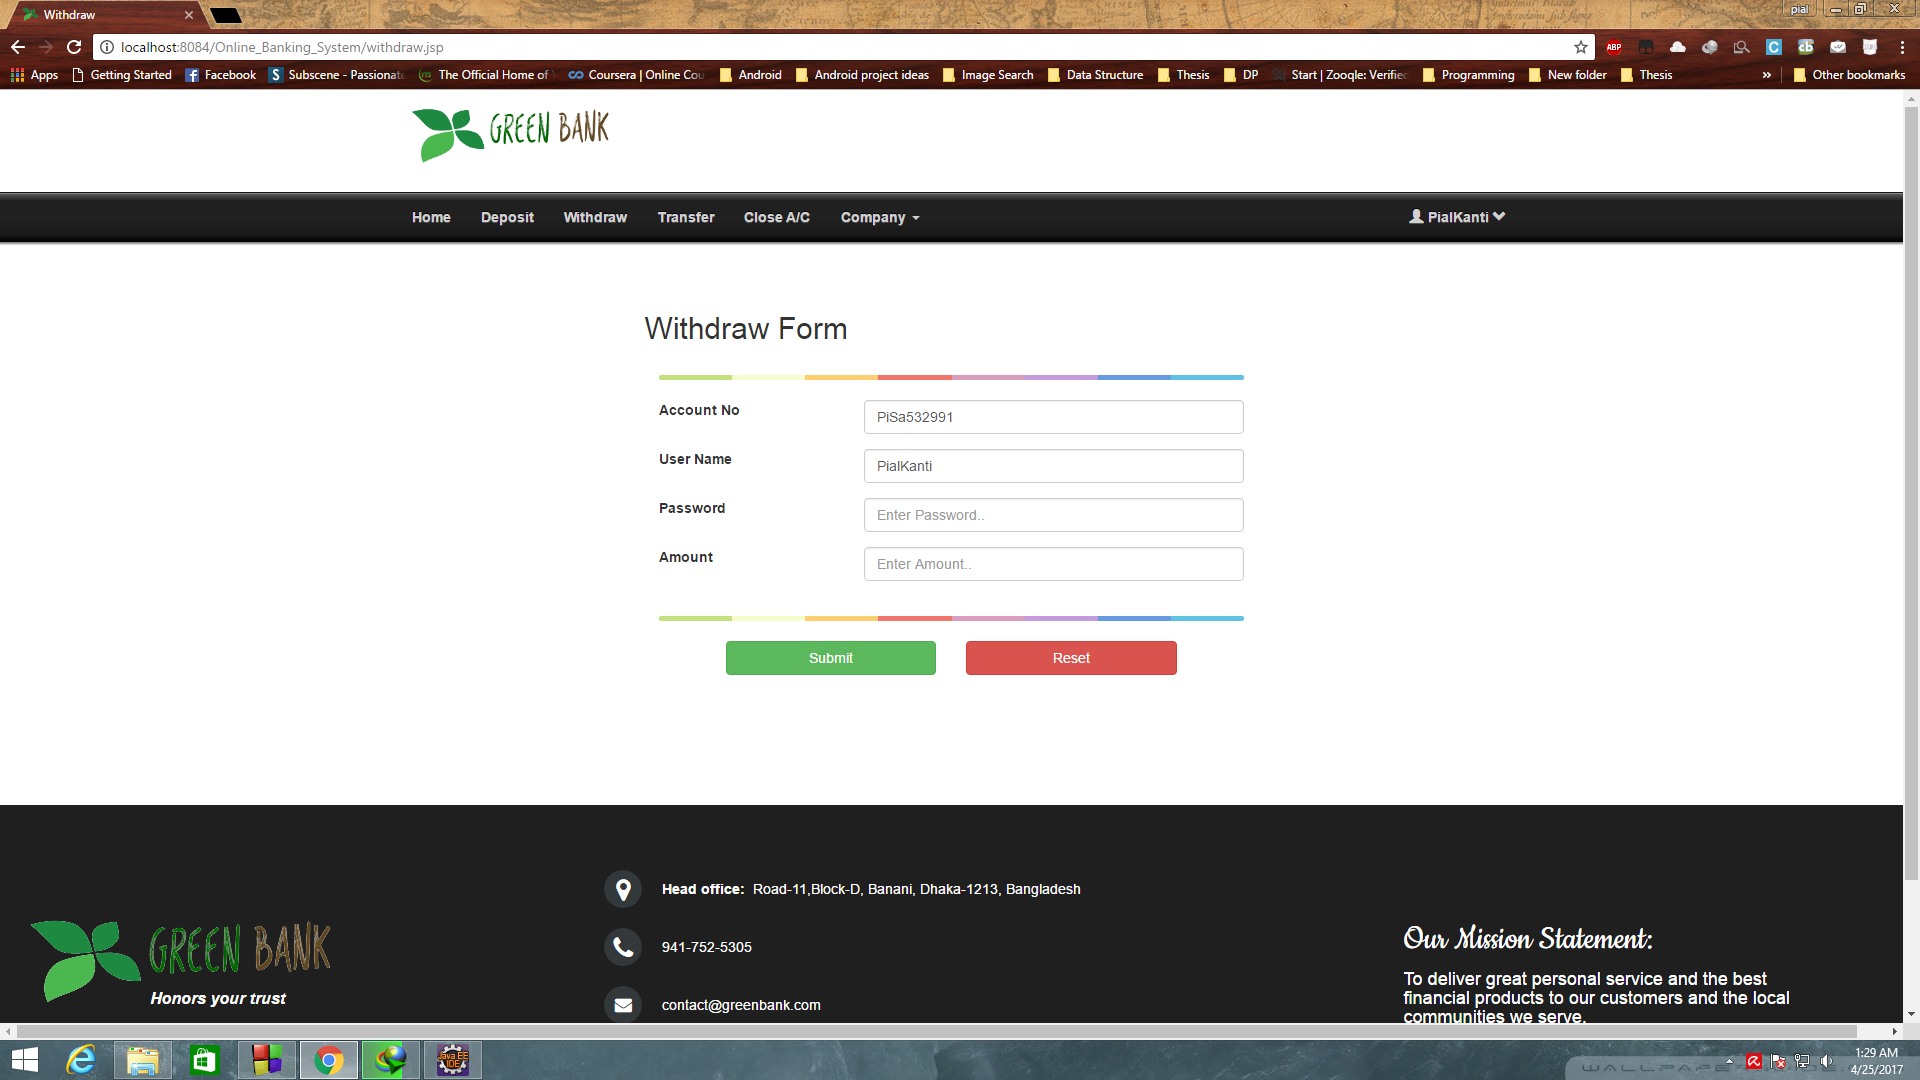 Withdraw
pial
localhost:8084/Online_Banking_System/withdraw.jsp
ABP
Apps Getting Started Facebook Subscene - Passionate The Official Home of Coursera | Online Cou Android Android project ideas Image Search Data Structure Thesis DP Start | Zooqle: Verified Programming New folder Thesis » Other bookmarks
GREEN BANK
Home Deposit Withdraw Transfer Close A/C Company PialKanti
Withdraw Form
Account No PiSa532991
User Name PialKanti
Password Enter Password..
Amount Enter Amount..
Submit Reset
Head office: Road-11,Block-D, Banani, Dhaka-1213, Bangladesh
941-752-5305
contact@greenbank.com
GREEN BANK
Honors your trust
Our Mission Statement:
To deliver great personal service and the best
financial products to our customers and the local
communities we serve.
Java EE
IDE
1:29 AM
4/25/2017